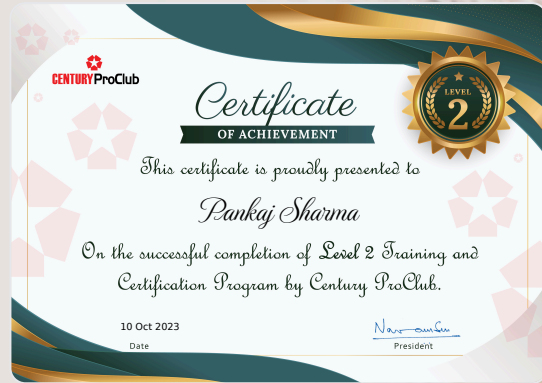 CENTURY ProClub
Certificate
OF ACHIEVEMENT
LEVEL
2
This certificate is proudly presented to
Pankaj Sharma
On the successful completion of Level 2 Training and
Certification Program by Century ProClub.
10 Oct 2023
Date
President